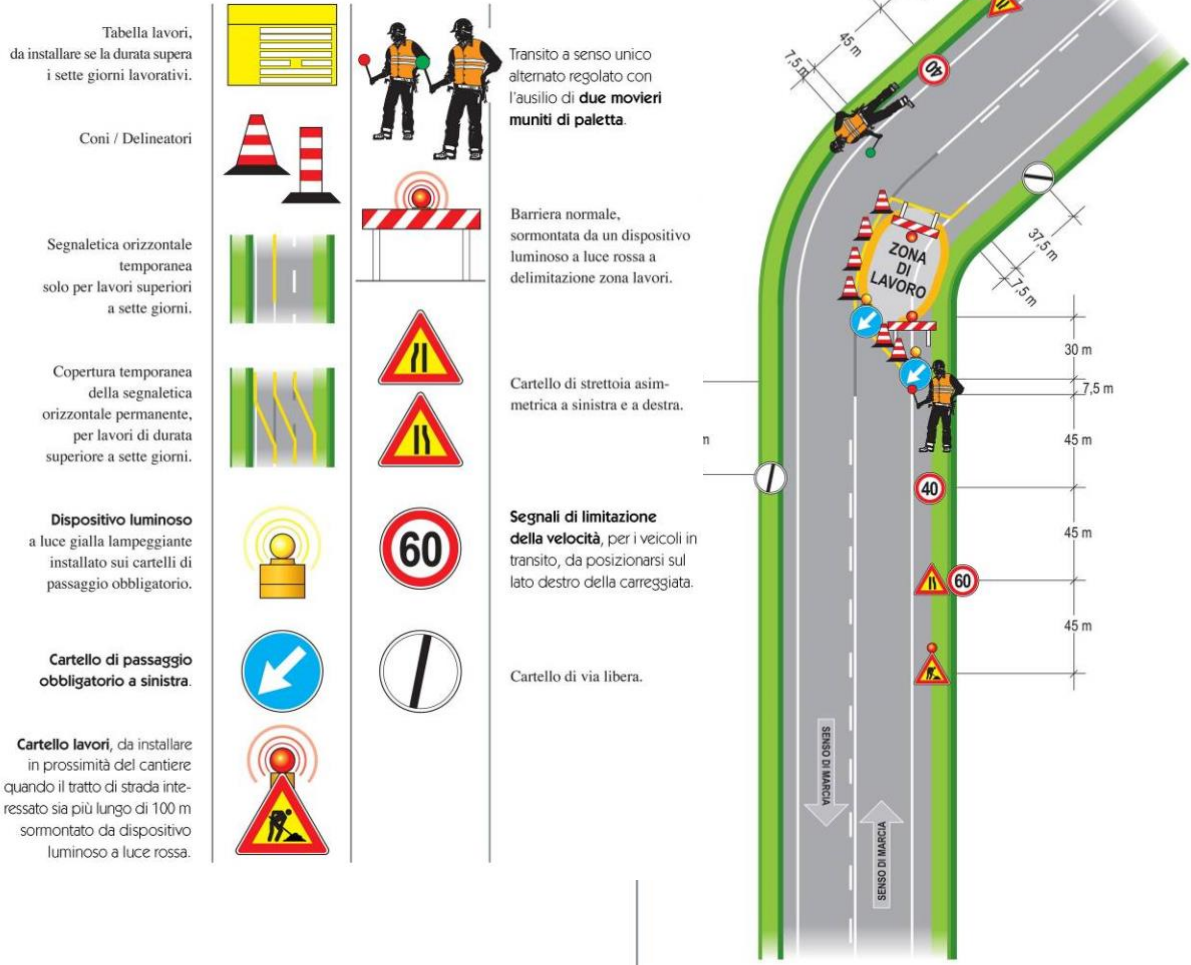 Tabella lavori,
da installare se la durata supera
i sette giorni lavorativi.
Coni / Delineatori
Segnaletica orizzontale
temporanea
solo per lavori superiori
a sette giorni.
Copertura temporanea
della segnaletica
orizzontale permanente,
per lavori di durata
superiore a sette giorni.
Dispositivo luminoso
a luce gialla lampeggiante
installato sui cartelli di
passaggio obbligatorio.
Cartello di passaggio
obbligatorio a sinistra.
Cartello lavori, da installare
in prossimità del cantiere
quando il tratto di strada inte-
ressato sia più lungo di 100 m
sormontato da dispositivo
luminoso a luce rossa.
Transito a senso unico
alternato regolato con
l'ausilio di due movieri
muniti di paletta.
Barriera normale,
sormontata da un dispositivo
luminoso a luce rossa a
delimitazione zona lavori.
Cartello di strettoia asim-
metrica a sinistra e a destra.
60
Segnali di limitazione
della velocità, per i veicoli in
transito, da posizionarsi sul
lato destro della carreggiata.
Cartello di via libera.
45 m
7,5 m
40
ZONA
DI
LAVORO
37,5 m
7,5 m
30 m
7,5 m
m
45 m
40
45 m
60
45 m
SENSO DI MARCIA
SENSO DI MARCIA